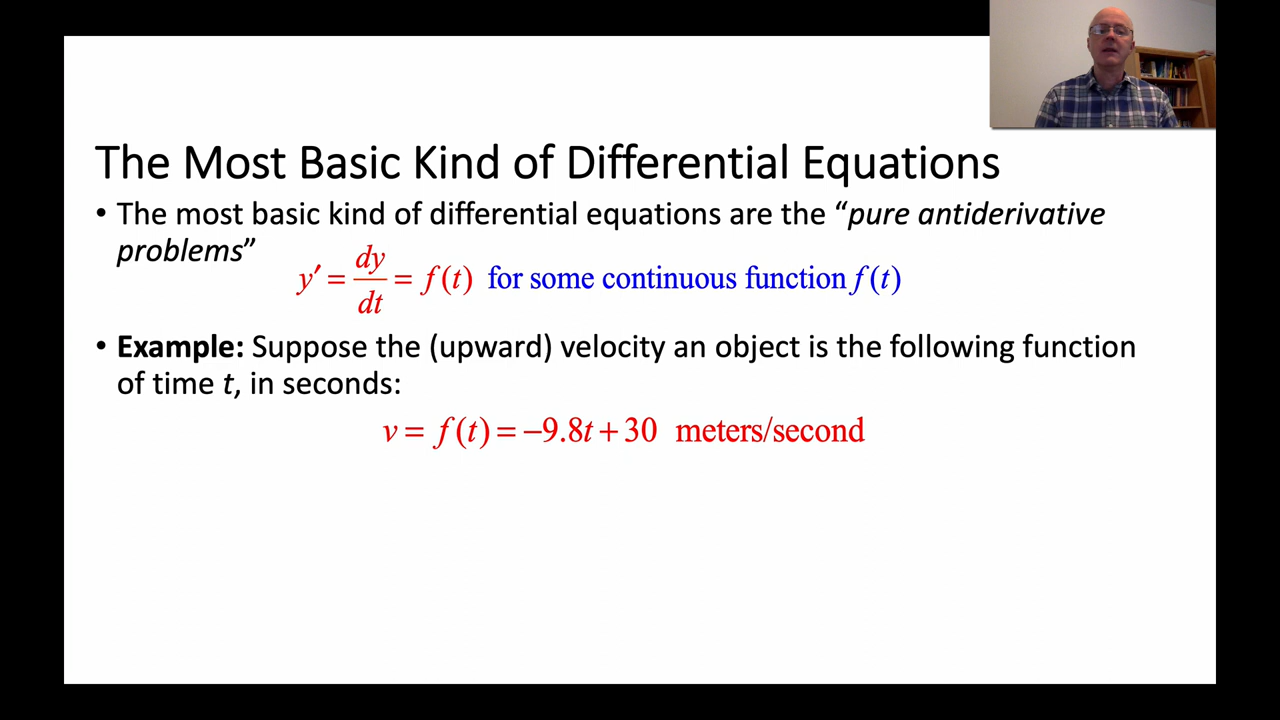 The Most Basic Kind of Differential Equations
• The most basic kind of differential equations are the “pure antiderivative
problems”
y′ = dy/dt = f(t) for some continuous function f(t)
• Example: Suppose the (upward) velocity an object is the following function
of time t, in seconds:
v = f(t) = −9.8t + 30 meters/second